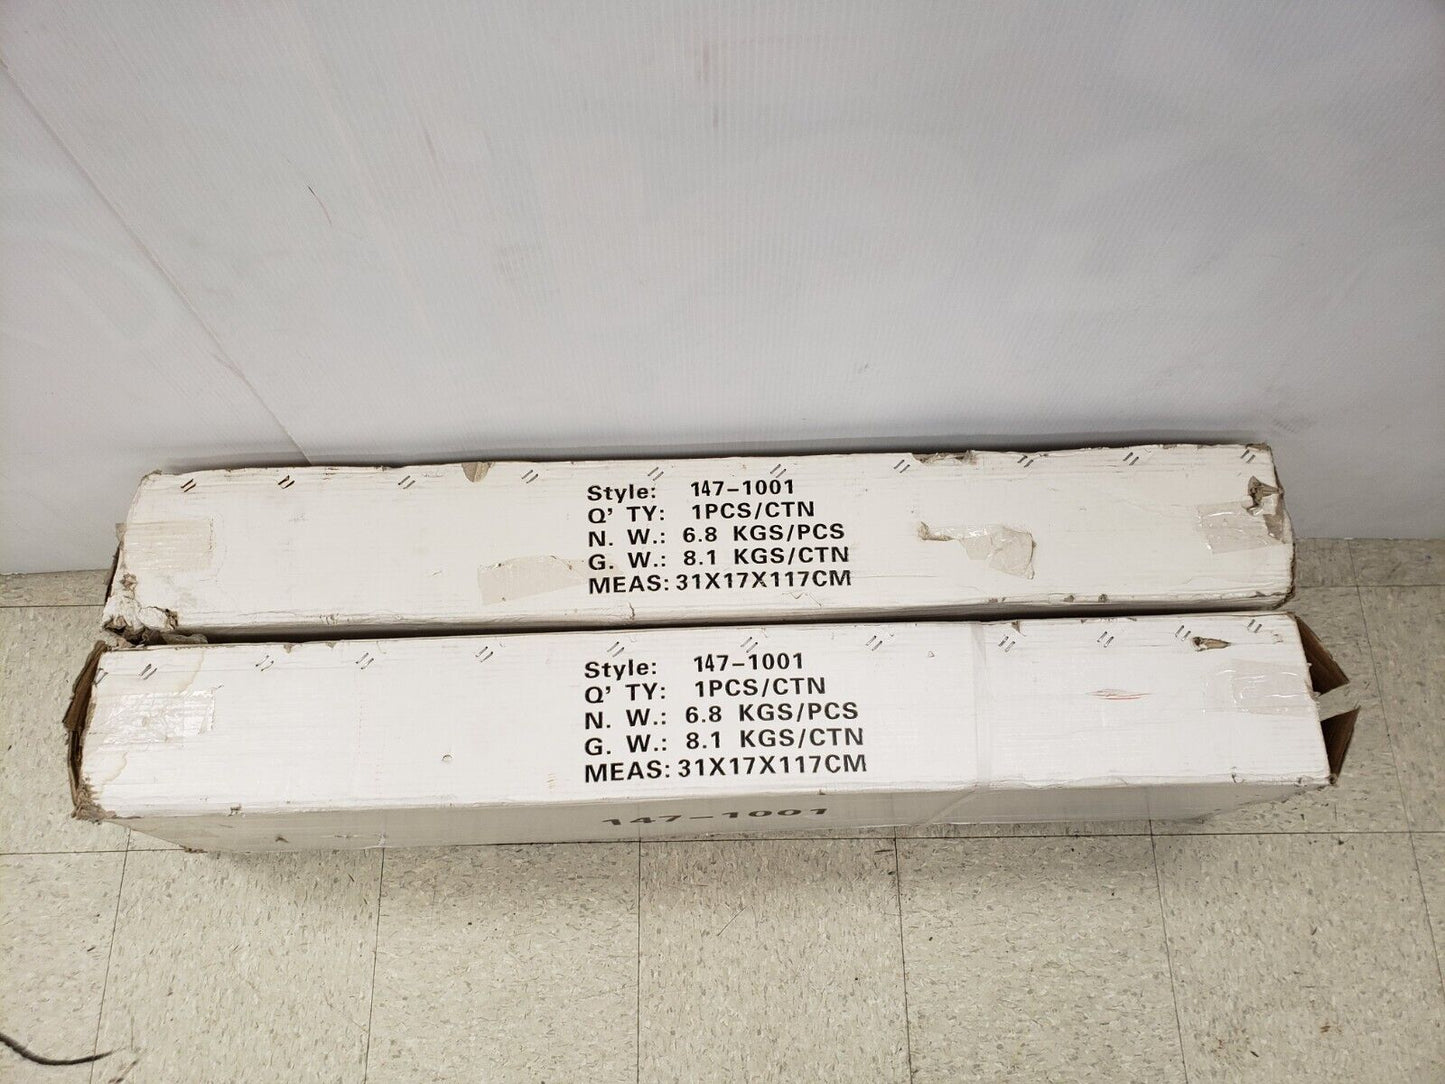 Style: 147-1001
Q' TY: 1PCS/CTN
N. W.: 6.8 KGS/PCS
G. W.: 8.1 KGS/CTN
MEAS: 31X17X117CM
Style: 147-1001
Q' TY: 1PCS/CTN
N. W.: 6.8 KGS/PCS
G. W.: 8.1 KGS/CTN
MEAS: 31X17X117CM
147-1001